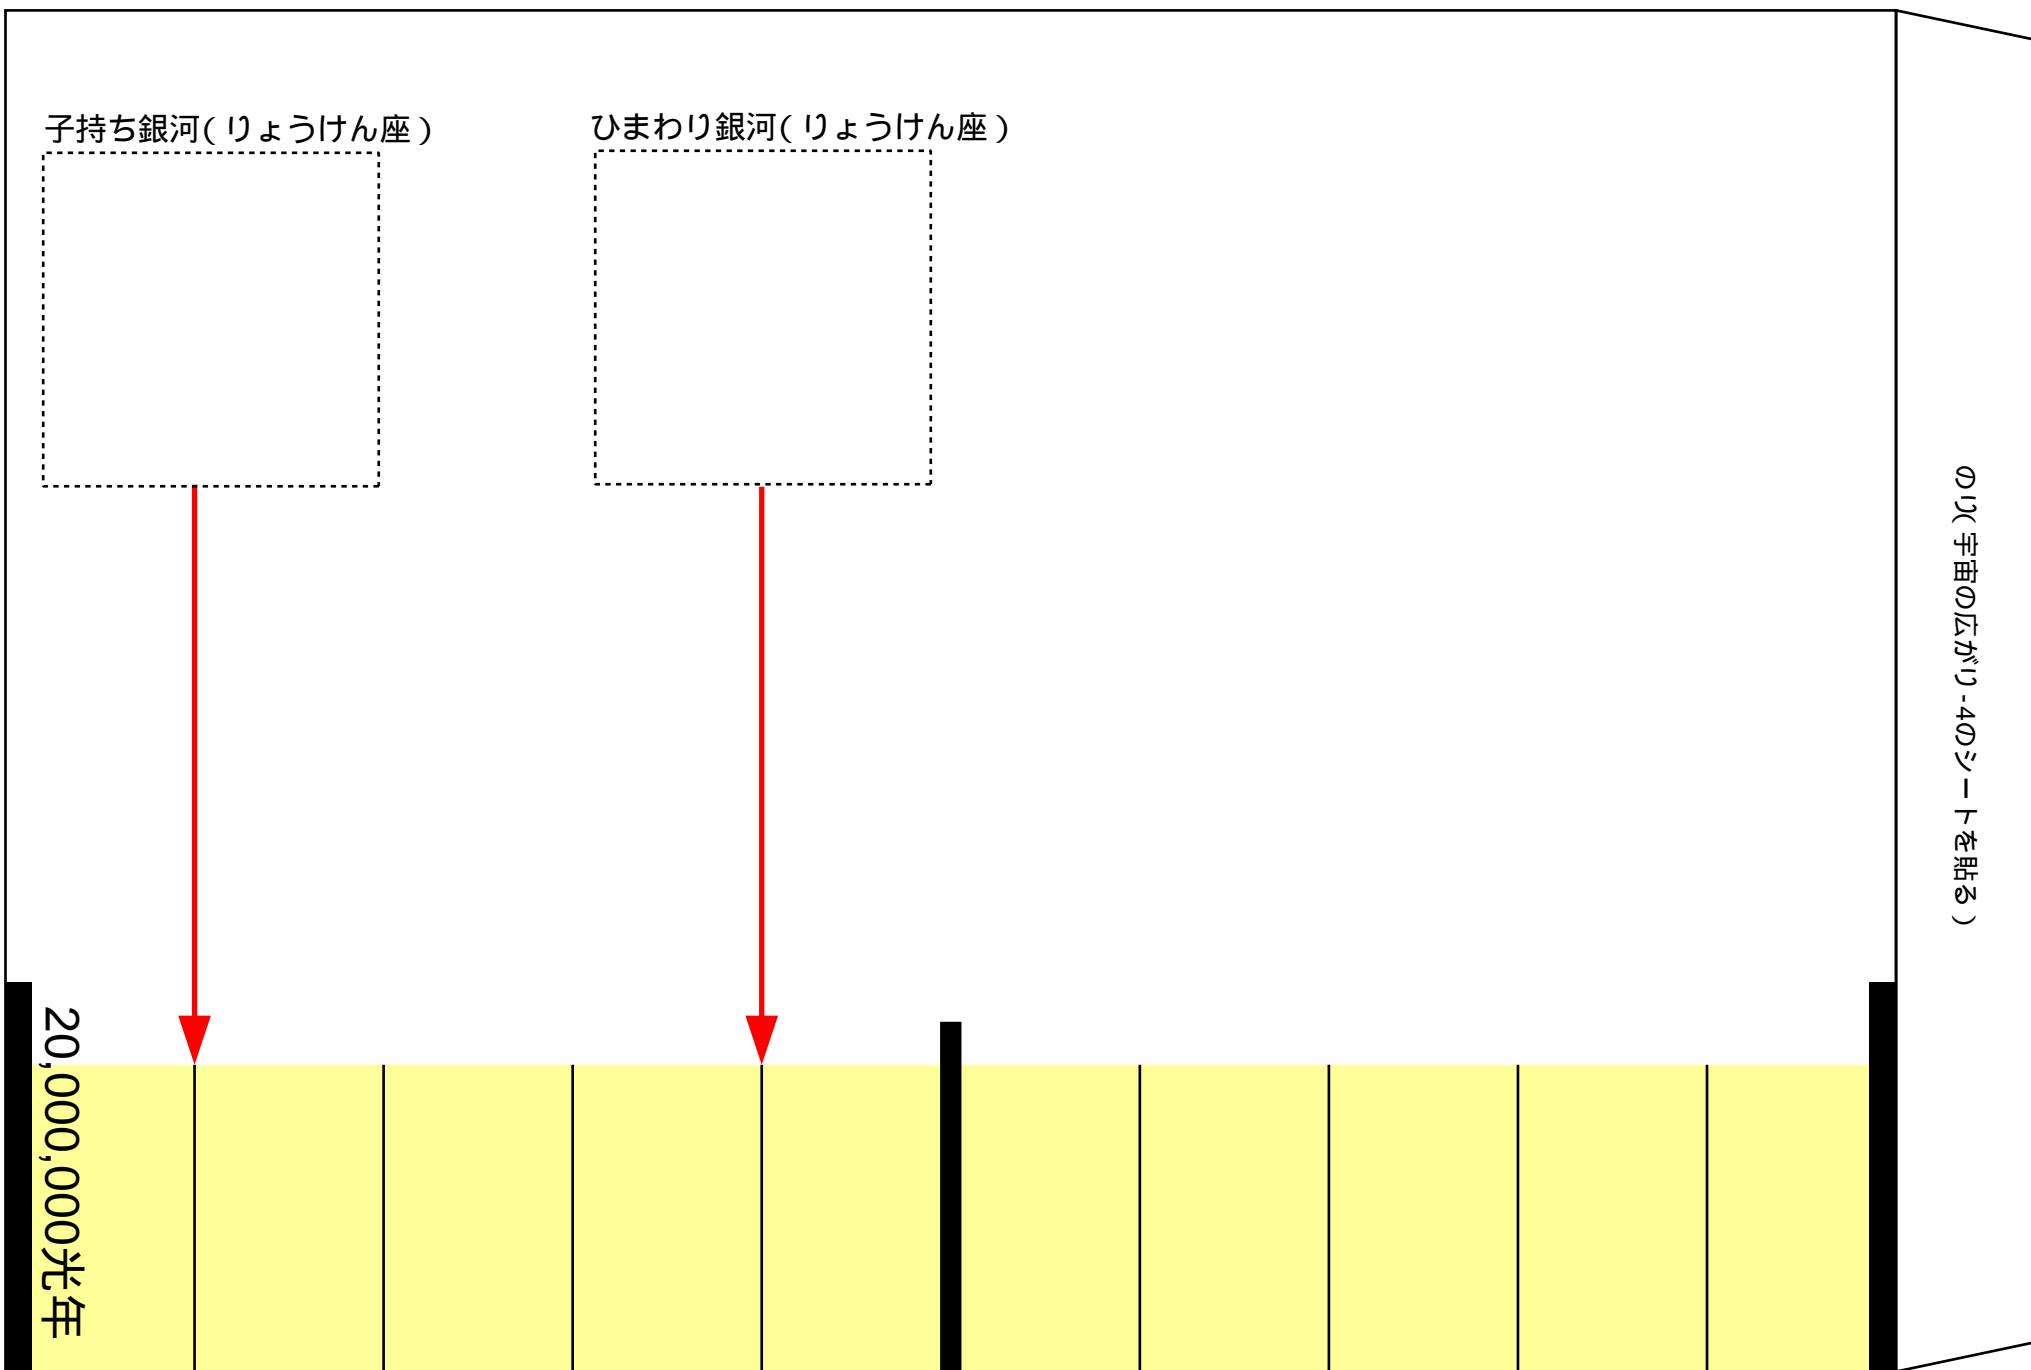 子持ち銀河(りょうけん座)
ひまわり銀河(りょうけん座)
のり(宇宙の広がり-4のシートを貼る)
20,000,000光年